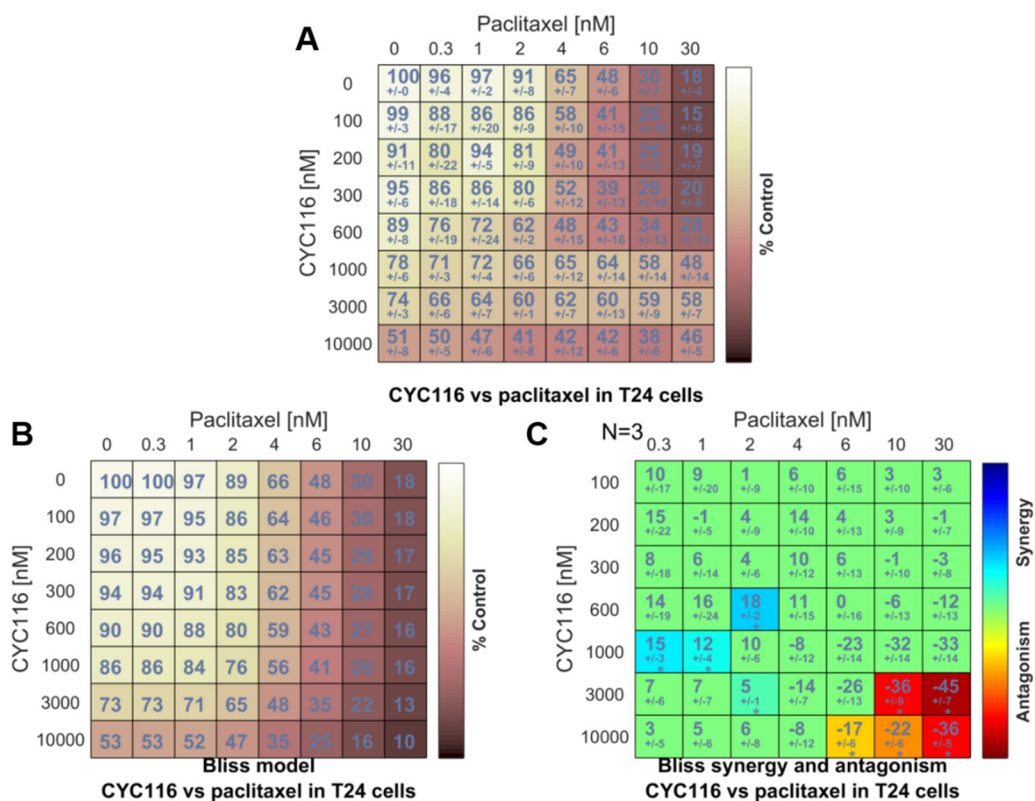 A
Paclitaxel [nM]
0 0.3 1 2 4 6 10 30
CYC116 [nM]
0 100 96 97 91 65 48 30 18
+/-0 +/-4 +/-2 +/-8 +/-7 +/-6 +/-7 +/-4
100 99 88 86 86 58 41 26 15
+/-3 +/-17 +/-20 +/-9 +/-10 +/-15 +/-10 +/-6
200 91 80 94 81 49 41 26 19
+/-11 +/-22 +/-5 +/-9 +/-10 +/-13 +/-9 +/-7
300 95 86 86 80 52 39 29 20
+/-6 +/-18 +/-14 +/-6 +/-12 +/-13 +/-10 +/-8
600 89 76 72 62 48 43 34 28
+/-8 +/-19 +/-24 +/-2 +/-15 +/-16 +/-13 +/-13
1000 78 71 72 66 65 64 58 48
+/-6 +/-3 +/-4 +/-6 +/-12 +/-14 +/-14 +/-14
3000 74 66 64 60 62 60 59 58
+/-3 +/-6 +/-7 +/-1 +/-7 +/-13 +/-9 +/-7
10000 51 50 47 41 42 42 38 46
+/-8 +/-5 +/-6 +/-8 +/-12 +/-6 +/-6 +/-5
% Control
CYC116 vs paclitaxel in T24 cells
B
Paclitaxel [nM]
0 0.3 1 2 4 6 10 30
CYC116 [nM]
0 100 100 97 89 66 48 30 18
100 97 97 95 86 64 46 30 18
200 96 95 93 85 63 45 29 17
300 94 94 91 83 62 45 28 17
600 90 90 88 80 59 43 27 16
1000 86 86 84 76 56 41 26 16
3000 73 73 71 65 48 35 22 13
10000 53 53 52 47 35 25 16 10
% Control
Bliss model
CYC116 vs paclitaxel in T24 cells
C
N=3
Paclitaxel [nM]
0.3 1 2 4 6 10 30
CYC116 [nM]
100 10 9 1 6 6 3 3
+/-17 +/-20 +/-9 +/-10 +/-15 +/-10 +/-6
200 15 -1 4 14 4 3 -1
+/-22 +/-5 +/-9 +/-10 +/-13 +/-9 +/-7
300 8 6 4 10 6 -1 -3
+/-18 +/-14 +/-6 +/-12 +/-13 +/-10 +/-8
600 14 16 18 11 0 -6 -12
+/-19 +/-24 +/-2 +/-15 +/-16 +/-13 +/-13
*
1000 15 12 10 -8 -23 -32 -33
+/-3 +/-4 +/-6 +/-12 +/-14 +/-14 +/-14
* *
3000 7 7 5 -14 -26 -36 -45
+/-6 +/-7 +/-1 +/-7 +/-13 +/-9 +/-7
* * *
10000 3 5 6 -8 -17 -22 -36
+/-5 +/-6 +/-8 +/-12 +/-6 +/-6 +/-5
* * *
Synergy
Antagonism
Bliss synergy and antagonism
CYC116 vs paclitaxel in T24 cells